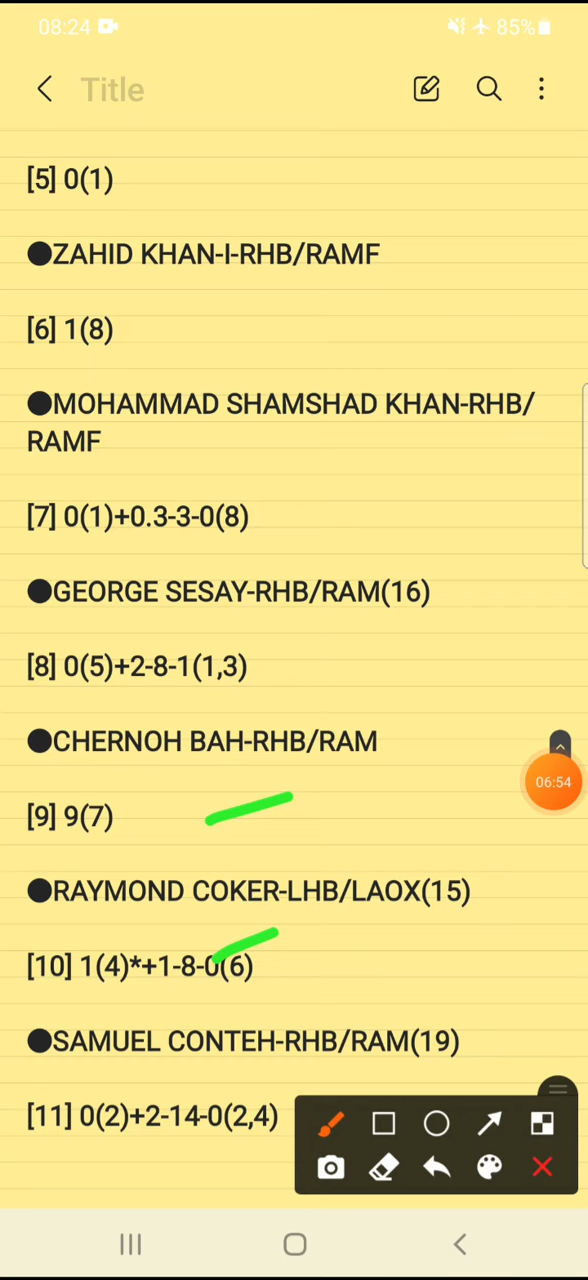 08:24
85%
Title
[5] 0(1)
●ZAHID KHAN-I-RHB/RAMF
[6] 1(8)
●MOHAMMAD SHAMSHAD KHAN-RHB/
RAMF
[7] 0(1)+0.3-3-0(8)
●GEORGE SESAY-RHB/RAM(16)
[8] 0(5)+2-8-1(1,3)
●CHERNOH BAH-RHB/RAM
06:54
[9] 9(7)
●RAYMOND COKER-LHB/LAOX(15)
[10] 1(4)*+1-8-0(6)
●SAMUEL CONTEH-RHB/RAM(19)
[11] 0(2)+2-14-0(2,4)